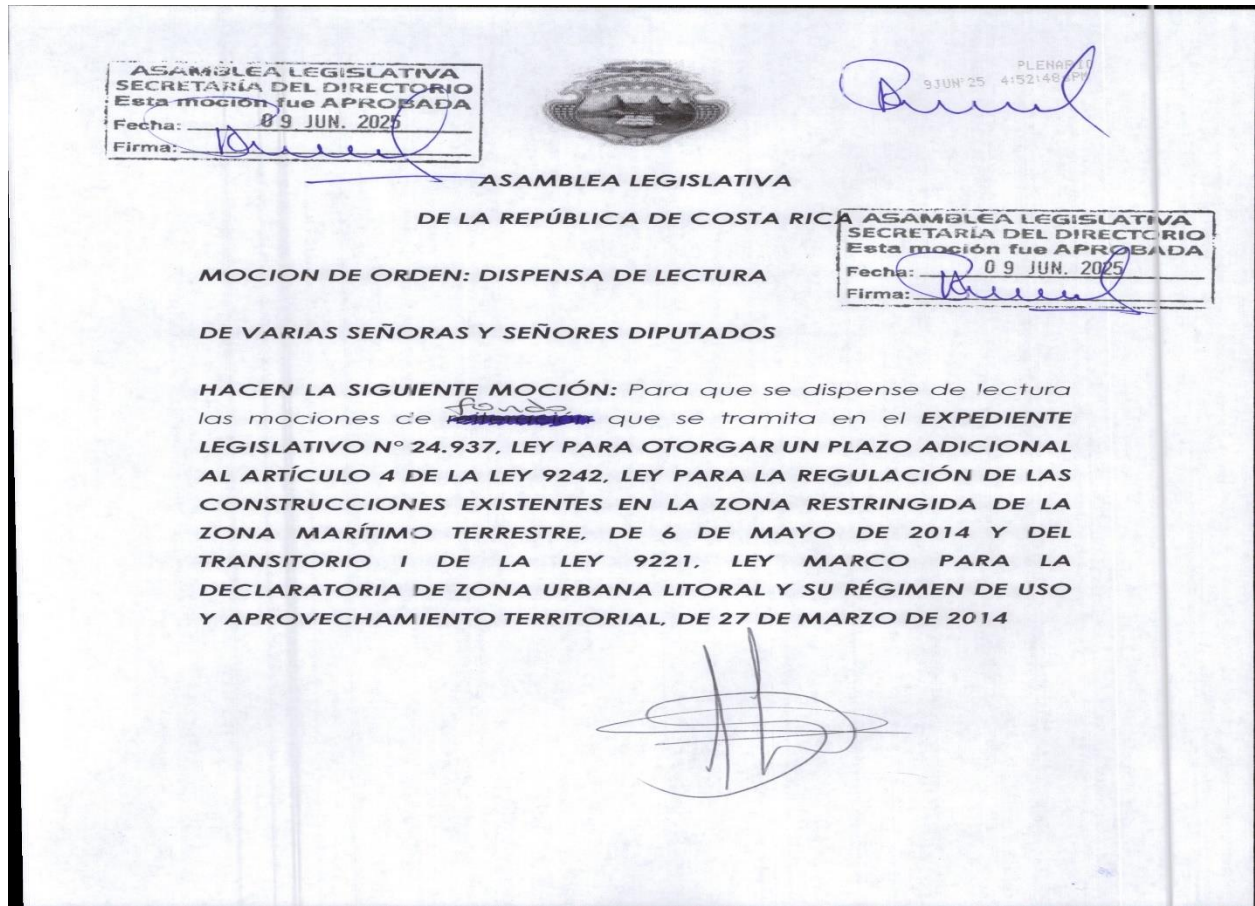 ASAMBLEA LEGISLATIVA
SECRETARÍA DEL DIRECTORIO
Esta moción fue APROBADA
Fecha: 09 JUN. 2025
Firma:
PLENARIO
9JUN'25 4:52:48 PM
ASAMBLEA LEGISLATIVA
DE LA REPÚBLICA DE COSTA RICA
ASAMBLEA LEGISLATIVA
SECRETARÍA DEL DIRECTORIO
Esta moción fue APROBADA
Fecha: 09 JUN. 2025
Firma:
MOCION DE ORDEN: DISPENSA DE LECTURA
DE VARIAS SEÑORAS Y SEÑORES DIPUTADOS
HACEN LA SIGUIENTE MOCIÓN: Para que se dispense de lectura
las mociones de fondo que se tramita en el EXPEDIENTE
LEGISLATIVO N° 24.937, LEY PARA OTORGAR UN PLAZO ADICIONAL
AL ARTÍCULO 4 DE LA LEY 9242, LEY PARA LA REGULACIÓN DE LAS
CONSTRUCCIONES EXISTENTES EN LA ZONA RESTRINGIDA DE LA
ZONA MARÍTIMO TERRESTRE, DE 6 DE MAYO DE 2014 Y DEL
TRANSITORIO I DE LA LEY 9221, LEY MARCO PARA LA
DECLARATORIA DE ZONA URBANA LITORAL Y SU RÉGIMEN DE USO
Y APROVECHAMIENTO TERRITORIAL, DE 27 DE MARZO DE 2014